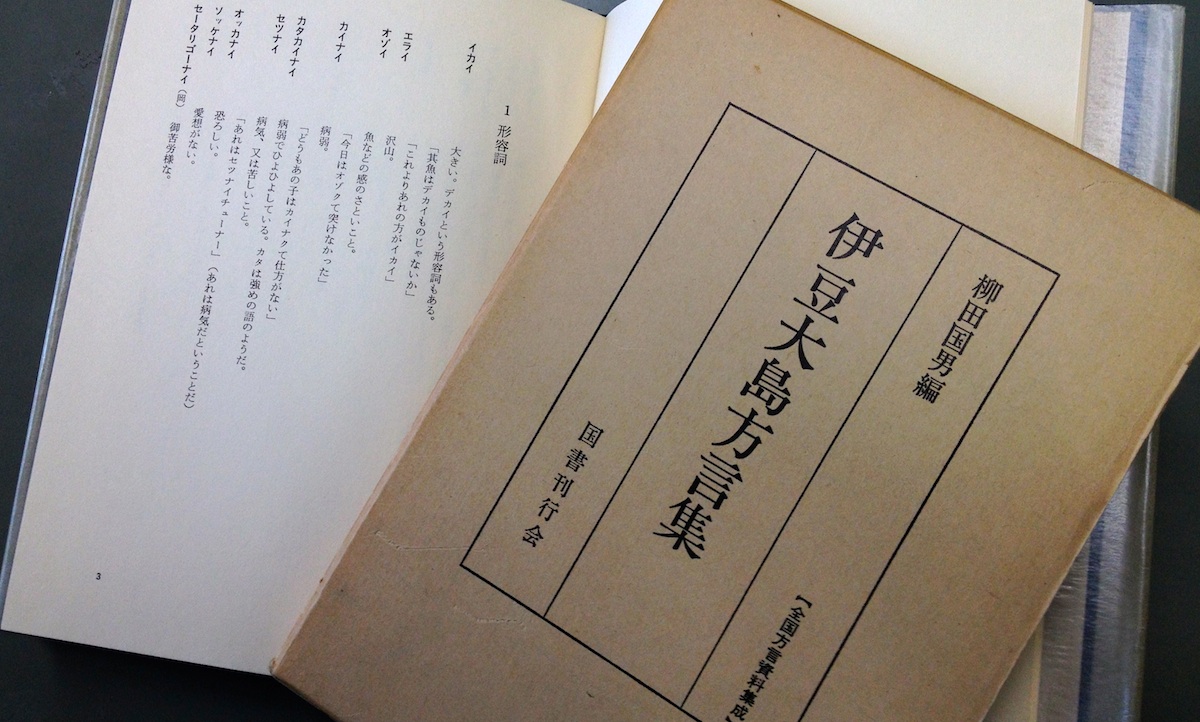 柳田国男編
伊豆大島方言集
【全国方言資料集成】
国書刊行会
1 形容詞
イカイ 大きい。デカイという形容詞もある。
「其魚はデカイものじゃないか」
「これよりあれの方がイカイ」
エライ 沢山。
オゾイ 魚などの感のさといこと。
「今日はオゾクて突けなかった」
カイナイ 病弱。
「どうもあの子はカイナクて仕方がない」
カタカイナイ 病弱でひよひよしている。カタは強めの語のようだ。
セツナイ 病気、又は苦しいこと。
「あれはセツナイチューナー」(あれは病気だということだ)
オッカナイ 恐ろしい。
ソッケナイ 愛想がない。
セータリゴーナイ(岡) 御苦労様な。
3